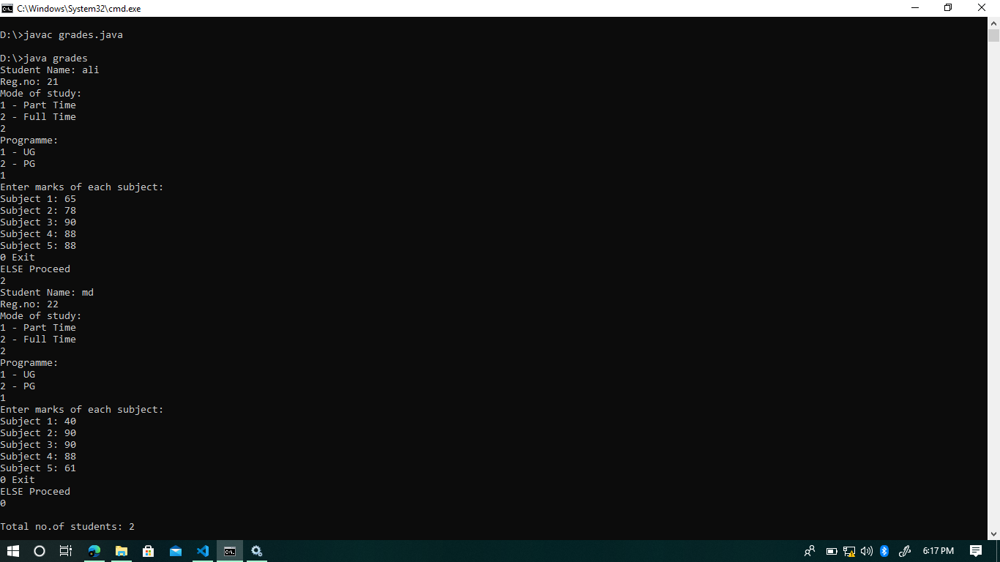 C:\Windows\System32\cmd.exe
D:\>javac grades.java
D:\>java grades
Student Name: ali
Reg.no: 21
Mode of study:
1 - Part Time
2 - Full Time
2
Programme:
1 - UG
2 - PG
1
Enter marks of each subject:
Subject 1: 65
Subject 2: 78
Subject 3: 90
Subject 4: 88
Subject 5: 88
0 Exit
ELSE Proceed
2
Student Name: md
Reg.no: 22
Mode of study:
1 - Part Time
2 - Full Time
2
Programme:
1 - UG
2 - PG
1
Enter marks of each subject:
Subject 1: 40
Subject 2: 90
Subject 3: 90
Subject 4: 88
Subject 5: 61
0 Exit
ELSE Proceed
0
Total no.of students: 2
6:17 PM